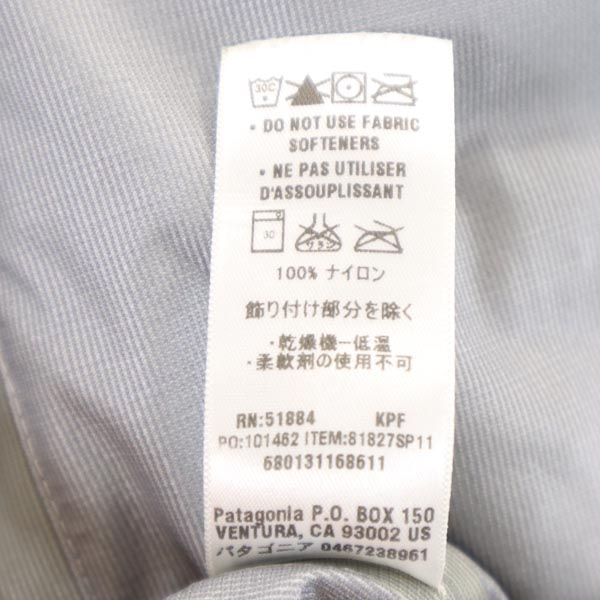 30C
• DO NOT USE FABRIC
SOFTENERS
• NE PAS UTILISER
D'ASSOUPLISSANT
30
100% ナイロン
飾り付け部分を除く
・乾燥機ー低温
・柔軟剤の使用不可
RN:51884 KPF
PO:101462 ITEM:81827SP11
680131168611
Patagonia P.O. BOX 150
VENTURA, CA 93002 US
パタゴニア 0467238961